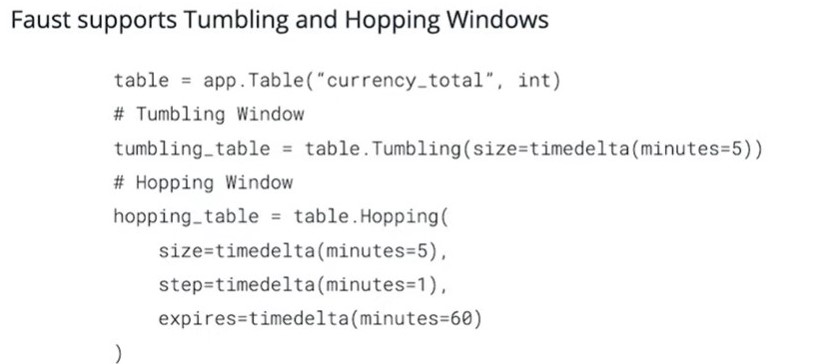 Faust supports Tumbling and Hopping Windows
table = app.Table("currency_total", int)
# Tumbling Window
tumbling_table = table.Tumbling(size=timedelta(minutes=5))
# Hopping Window
hopping_table = table.Hopping(
    size=timedelta(minutes=5),
    step=timedelta(minutes=1),
    expires=timedelta(minutes=60)
)